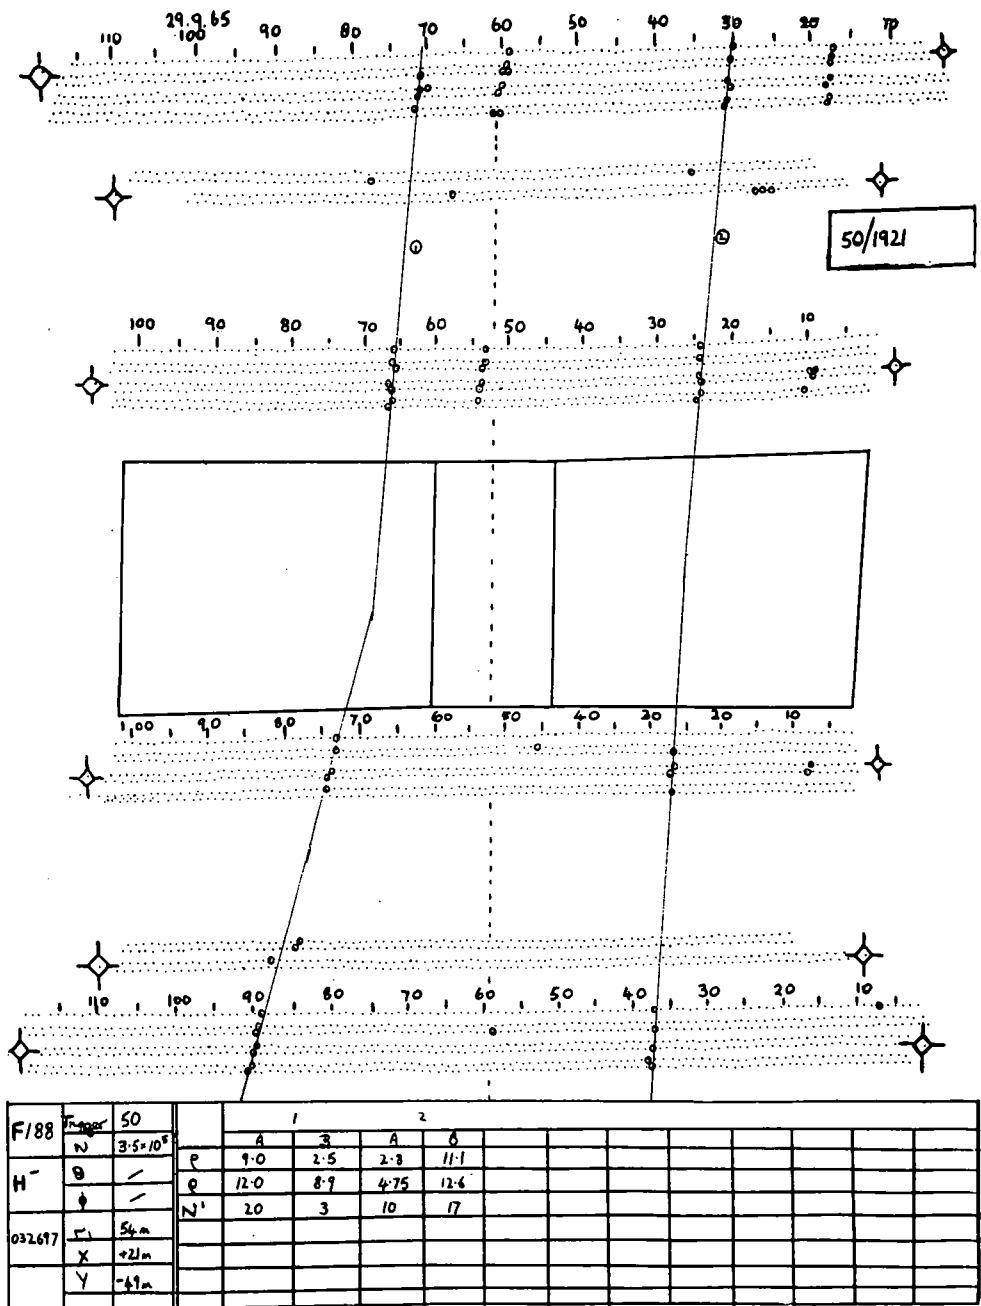 29.9.65
110 100 90 80 70 60 50 40 30 20 10
50/1921
1 2
100 90 80 70 60 50 40 30 20 10
100 90 80 70 60 50 40 30 20 10
110 100 90 80 70 60 50 40 30 20 10
F/88 Trigger 50 1 2
N 3.5×10⁵ A B A B
H⁻ θ / ρ 9.0 2.5 2.8 11.1
φ / ρ 12.0 8.9 4.75 12.6
N' 20 3 10 17
032697 r₁ 54m
X +21m
Y -49m